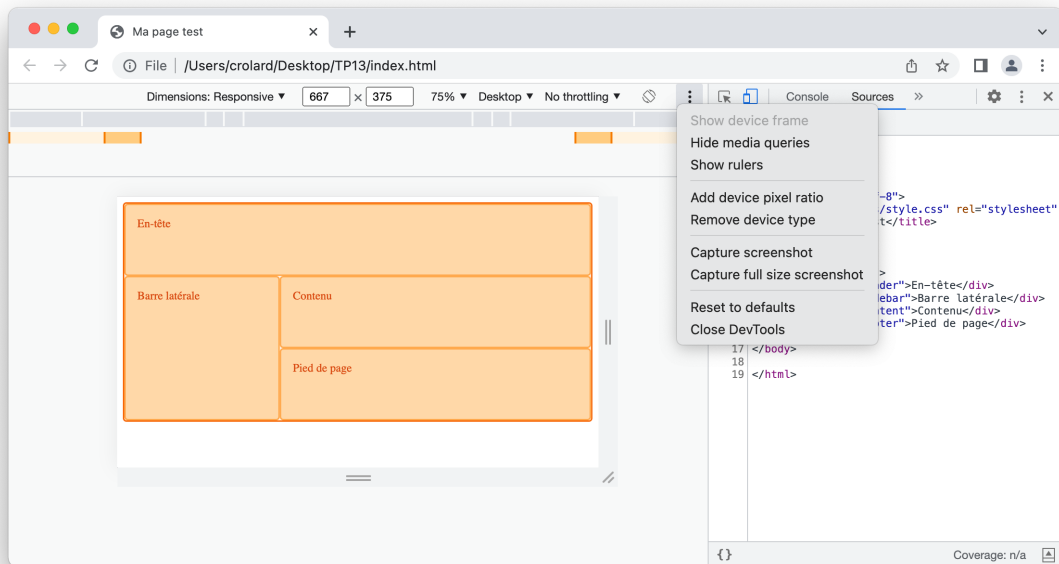 Ma page test
File
/Users/crolard/Desktop/TP13/index.html
Dimensions: Responsive ▼ 667 × 375 75% ▼ Desktop ▼ No throttling ▼
Console Sources »
Show device frame
Hide media queries
Show rulers
Add device pixel ratio
Remove device type
Capture screenshot
Capture full size screenshot
Reset to defaults
Close DevTools
-8">
/style.css" rel="stylesheet"
t</title>
>
der">En-tête</div>
ebar">Barre latérale</div>
tent">Contenu</div>
ter">Pied de page</div>
17 </body>
18
19 </html>
En-tête
Barre latérale
Contenu
Pied de page
{} Coverage: n/a